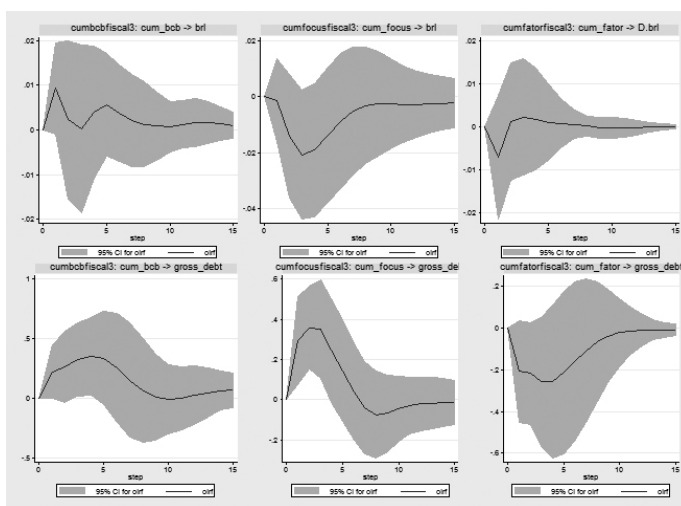 cumbcbfiscal3: cum_bcb -> brl
cumfocusfiscal3: cum_focus -> brl
cumfatorfiscal3: cum_fator -> D.brl
.02
.01
0
-.01
-.02
0 5 10 15
step
95% CI for oirf oirf
.02
0
-.02
-.04
0 5 10 15
step
95% CI for oirf oirf
.02
.01
0
-.01
-.02
0 5 10 15
step
95% CI for oirf oirf
cumbcbfiscal3: cum_bcb -> gross_debt
cumfocusfiscal3: cum_focus -> gross_de
cumfatorfiscal3: cum_fator -> gross_debt
1
.5
0
-.5
0 5 10 15
step
95% CI for oirf oirf
.6
.4
.2
0
-.2
0 5 10 15
step
95% CI for oirf oirf
.2
0
-.2
-.4
-.6
0 5 10 15
step
95% CI for oirf oirf